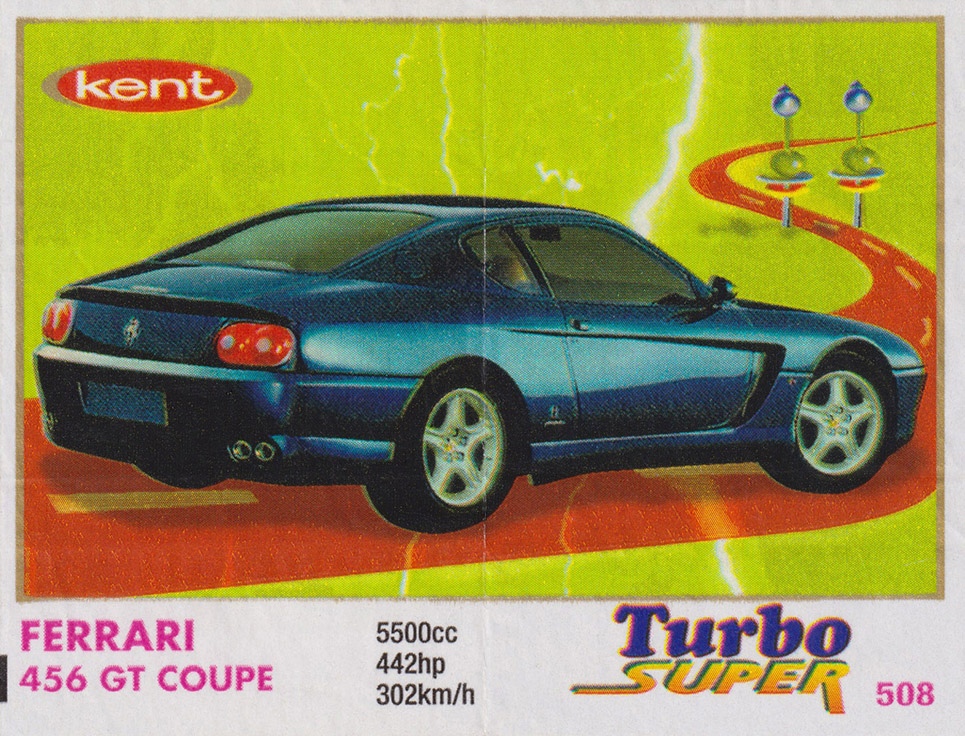 kent
FERRARI
456 GT COUPE
5500cc
442hp
302km/h
Turbo
SUPER
508